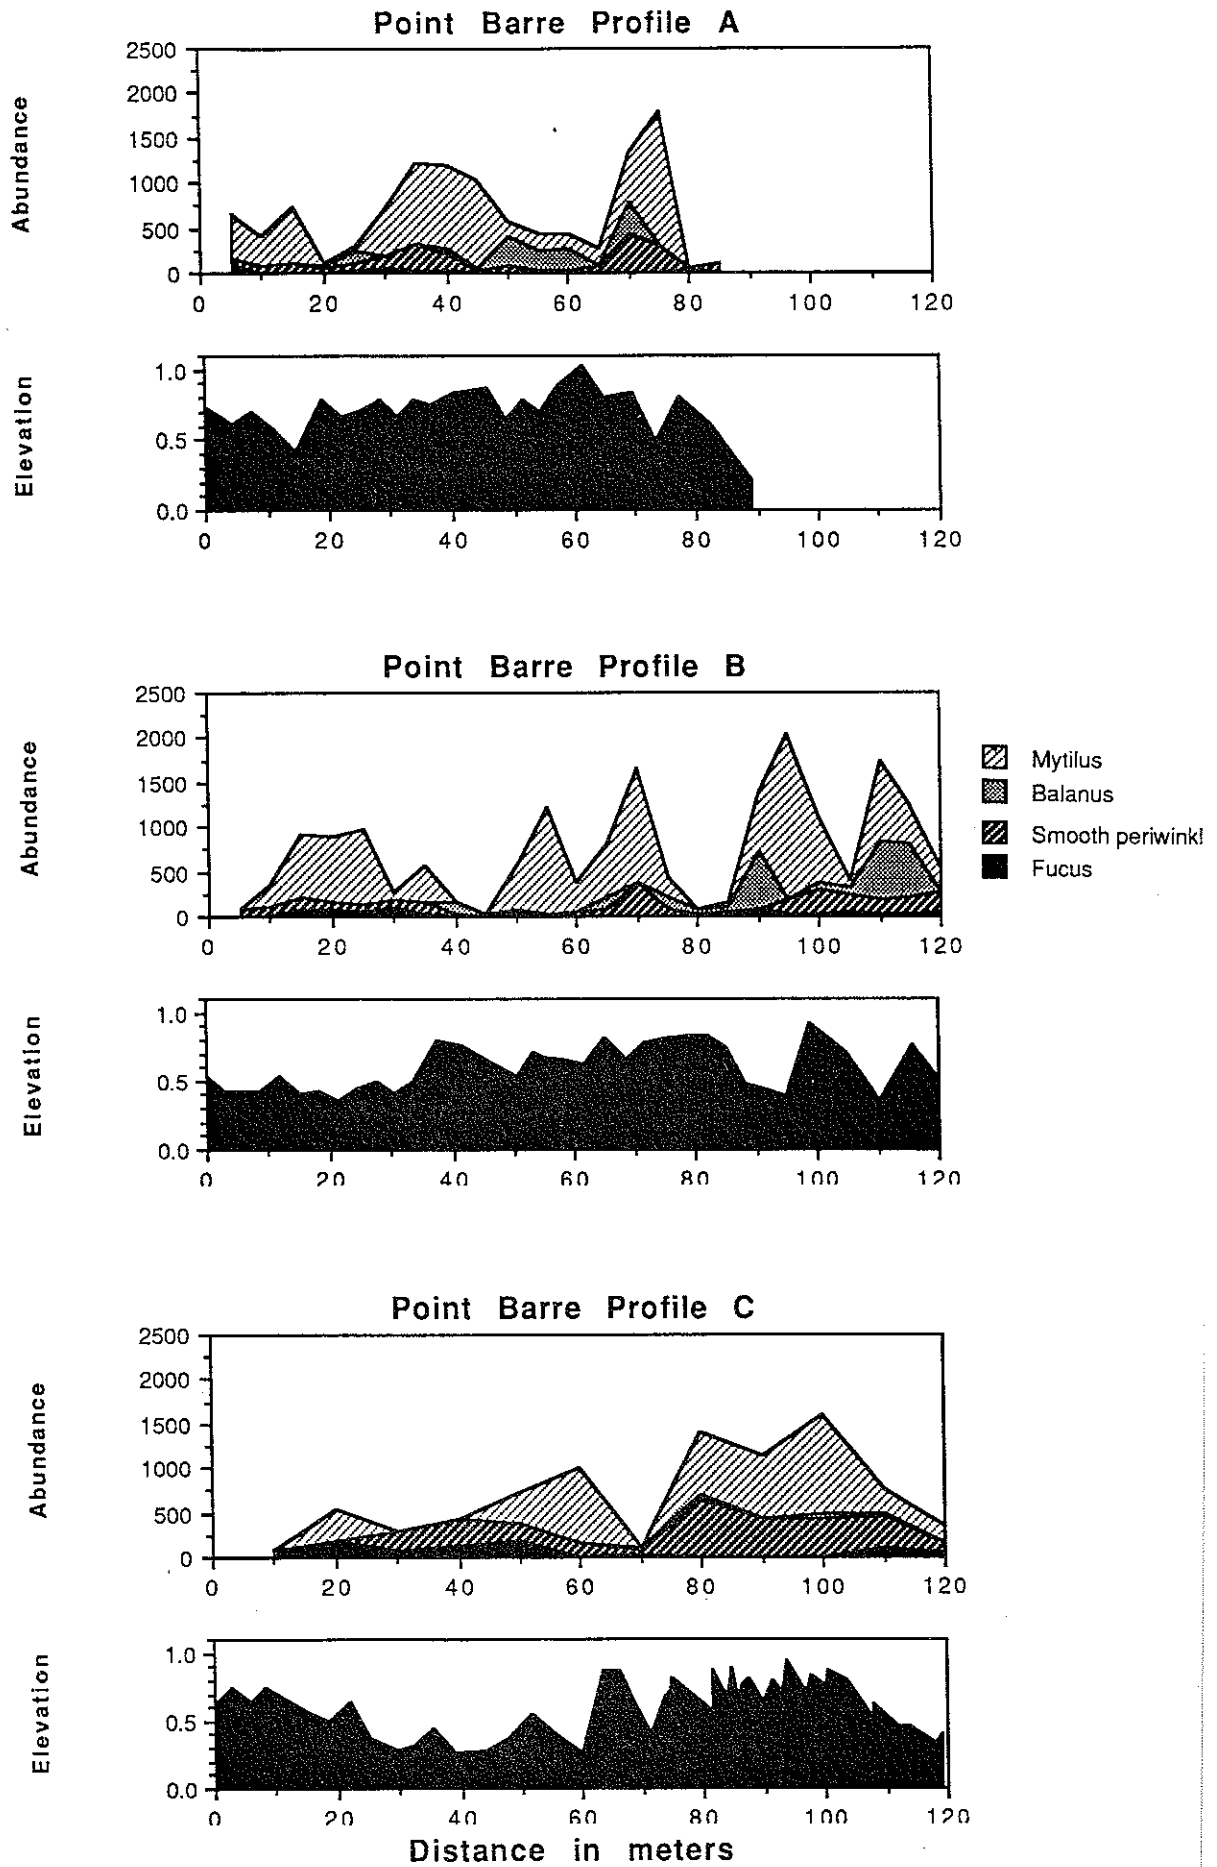 Point Barre Profile A
Abundance
2500
2000
1500
1000
500
0
0 20 40 60 80 100 120
Elevation
1.0
0.5
0.0
0 20 40 60 80 100 120
Point Barre Profile B
Abundance
2500
2000
1500
1000
500
0
0 20 40 60 80 100 120
Mytilus
Balanus
Smooth periwinkl
Fucus
Elevation
1.0
0.5
0.0
0 20 40 60 80 100 120
Point Barre Profile C
Abundance
2500
2000
1500
1000
500
0
0 20 40 60 80 100 120
Elevation
1.0
0.5
0.0
0 20 40 60 80 100 120
Distance in meters